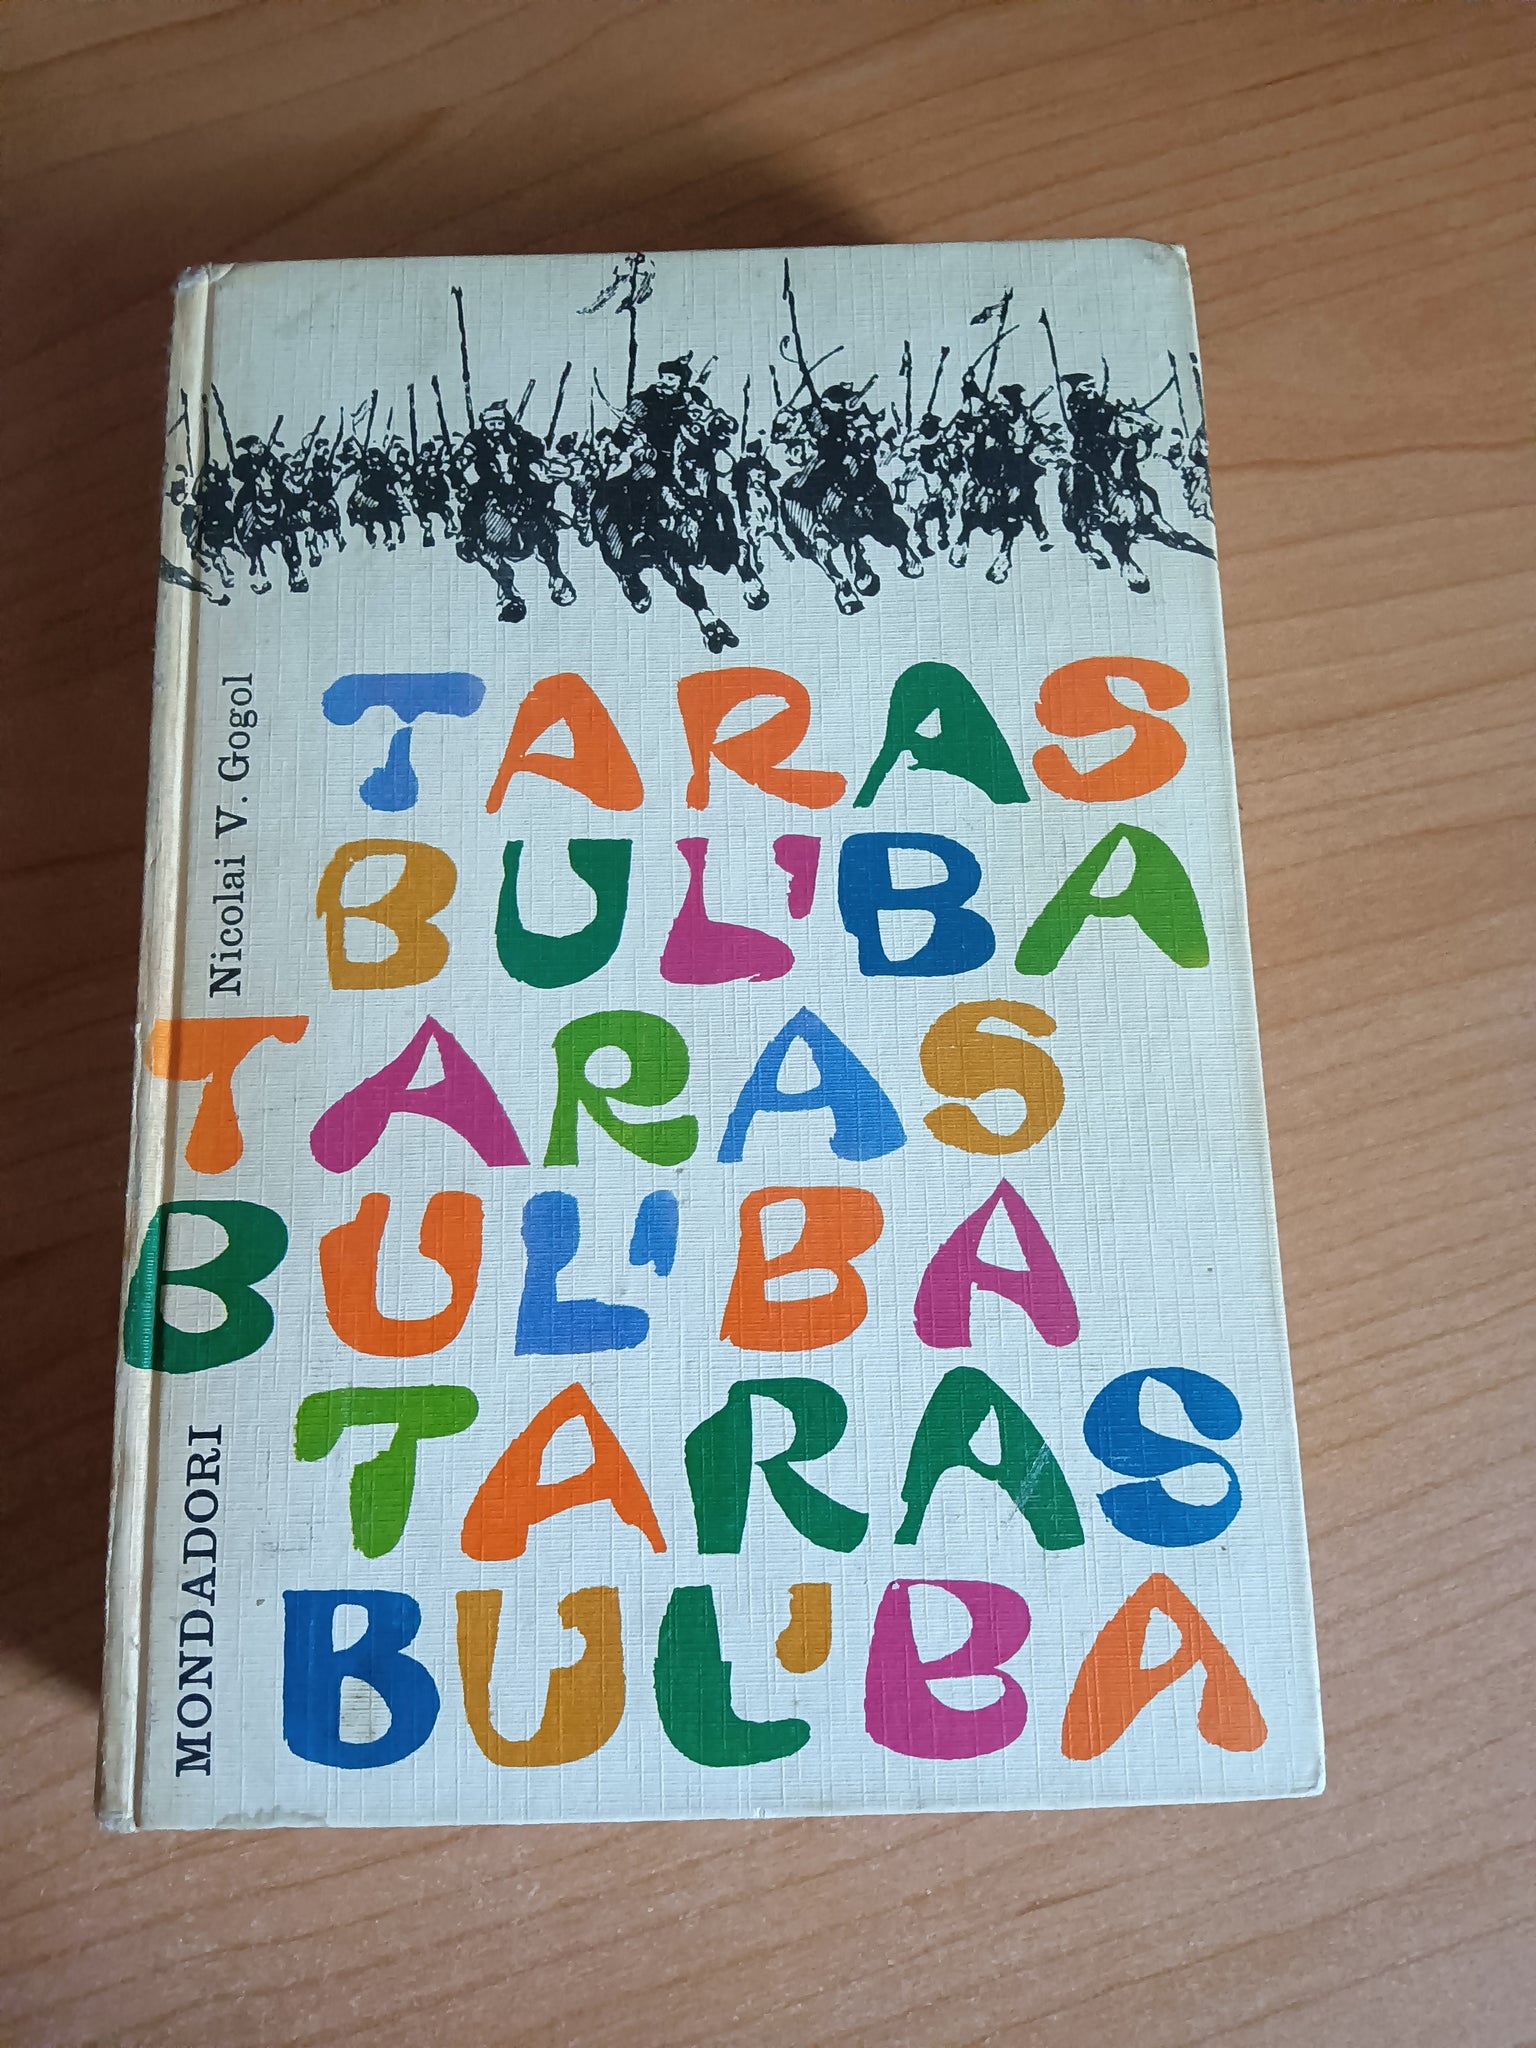 Nicolai V. Gogol
TARAS
BUL'BA
TARAS
BUL'BA
TARAS
BUL'BA
MONDADORI